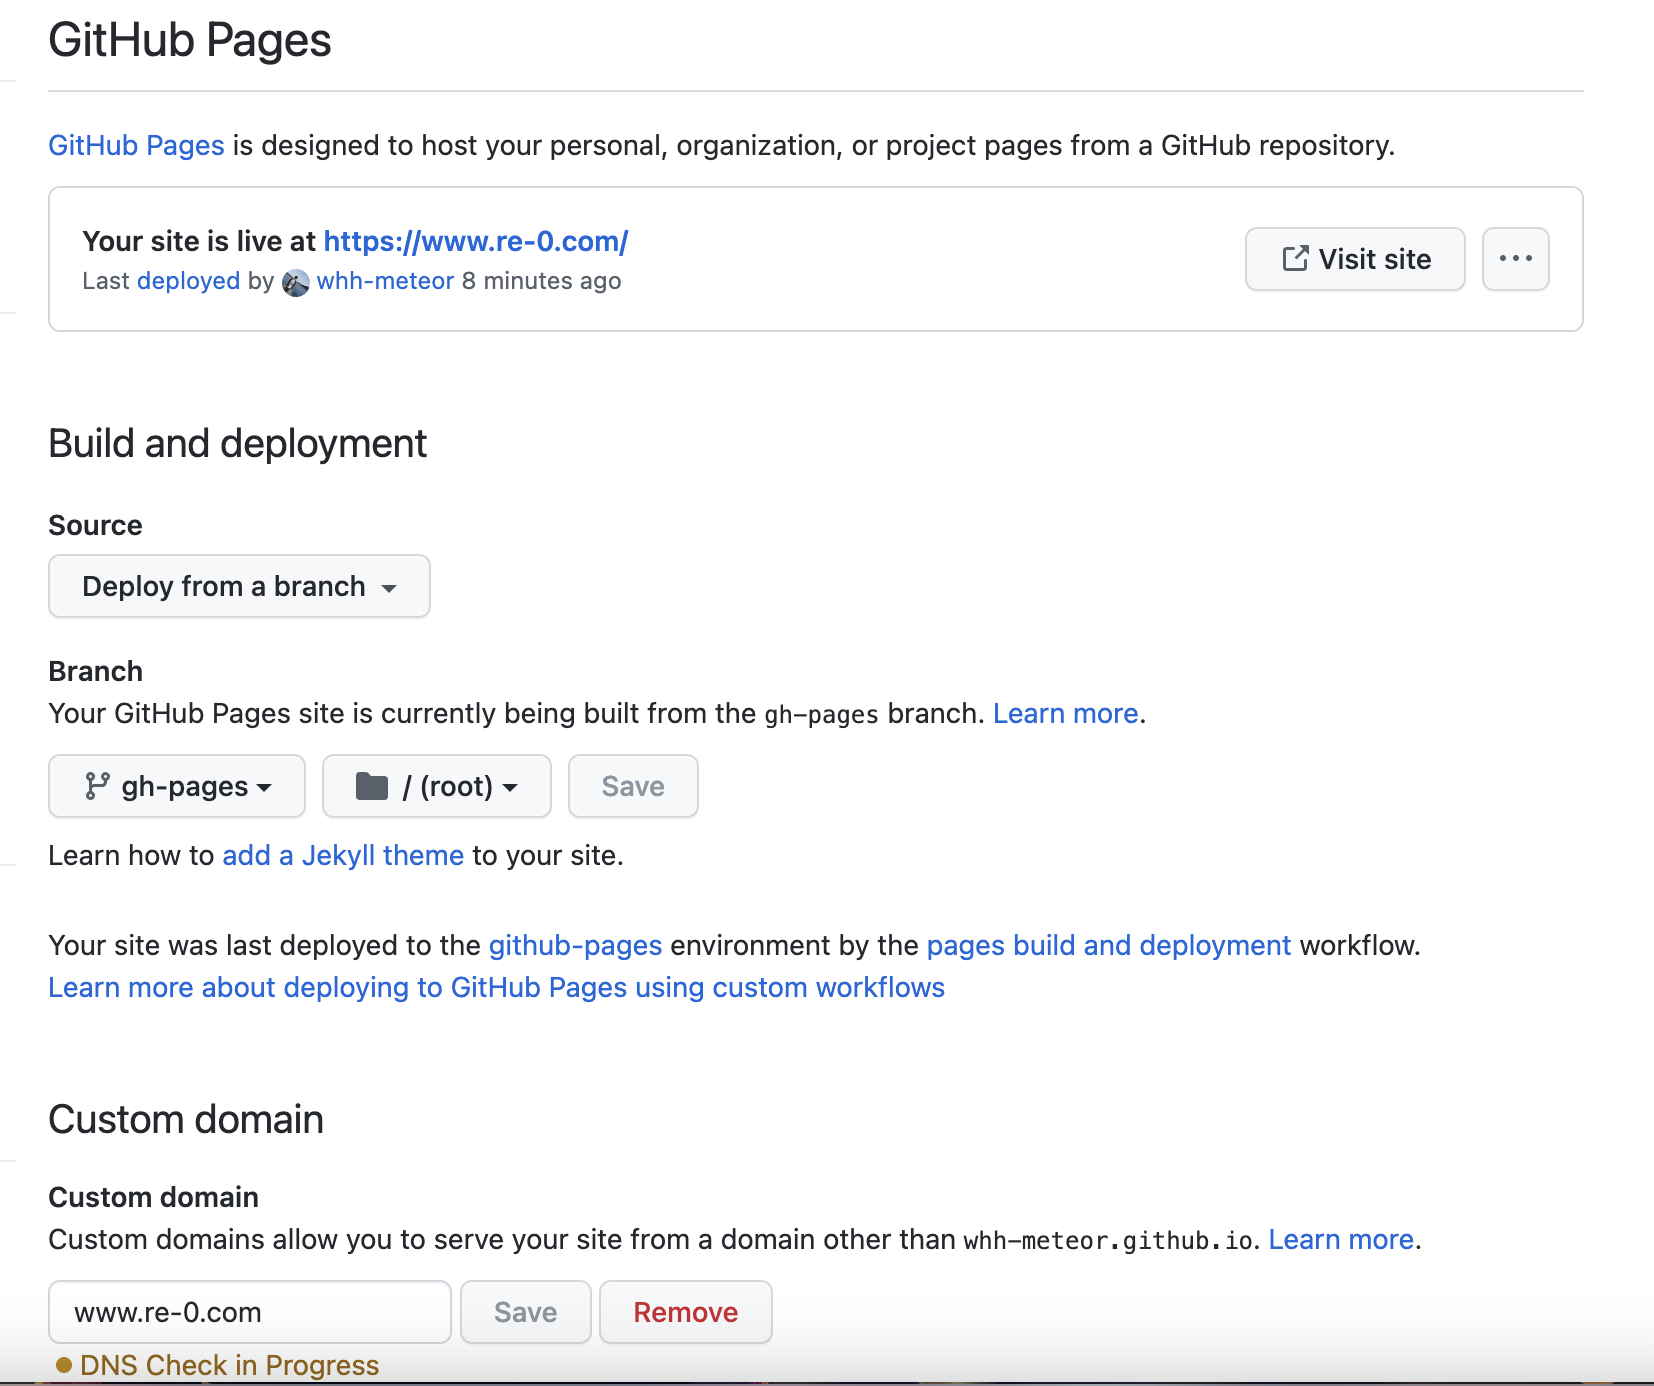 GitHub Pages
GitHub Pages is designed to host your personal, organization, or project pages from a GitHub repository.
Your site is live at https://www.re-0.com/
Last deployed by whh-meteor 8 minutes ago
Visit site
Build and deployment
Source
Deploy from a branch
Branch
Your GitHub Pages site is currently being built from the gh-pages branch. Learn more.
gh-pages / (root) Save
Learn how to add a Jekyll theme to your site.
Your site was last deployed to the github-pages environment by the pages build and deployment workflow.
Learn more about deploying to GitHub Pages using custom workflows
Custom domain
Custom domain
Custom domains allow you to serve your site from a domain other than whh-meteor.github.io. Learn more.
www.re-0.com Save Remove
DNS Check in Progress